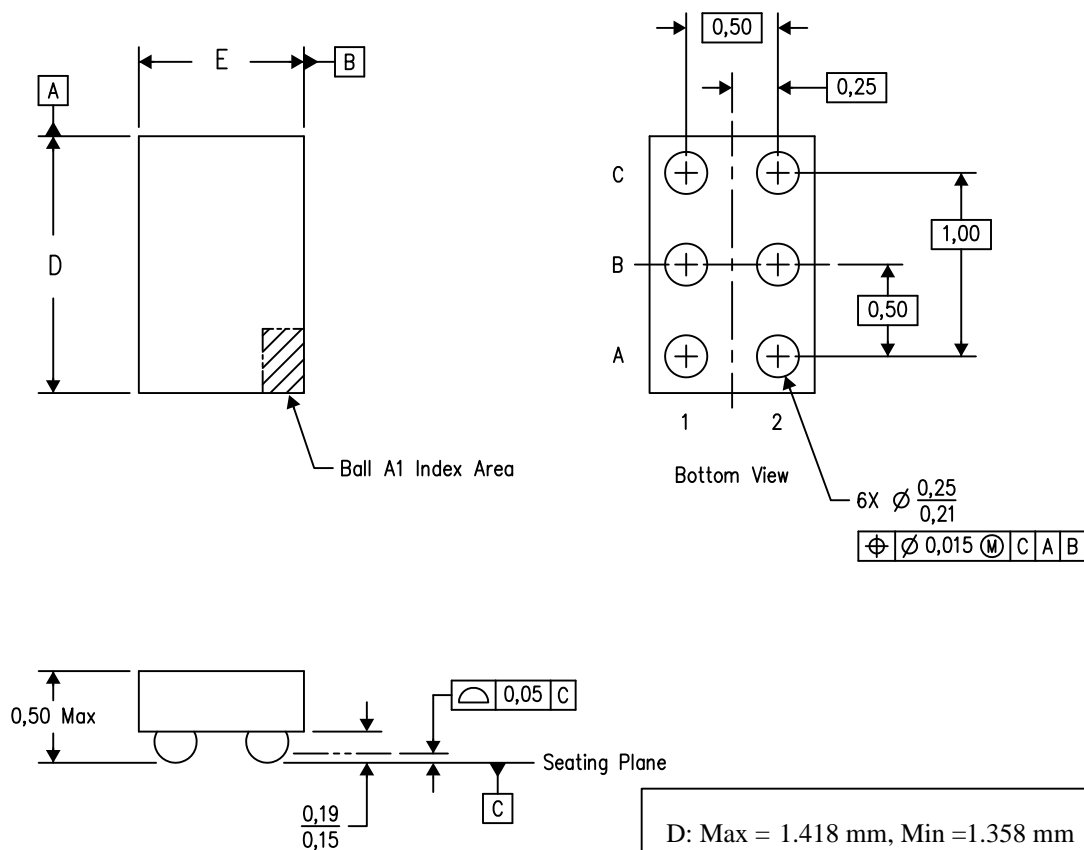 0,50
E
B
A
0,25
C
D
1,00
B
0,50
A
1
2
Ball A1 Index Area
Bottom View
6X Ø 0,25
0,21
⌖ Ø 0,015 Ⓜ C A B
⌓ 0,05 C
0,50 Max
Seating Plane
C
0,19
0,15
D: Max = 1.418 mm, Min =1.358 mm